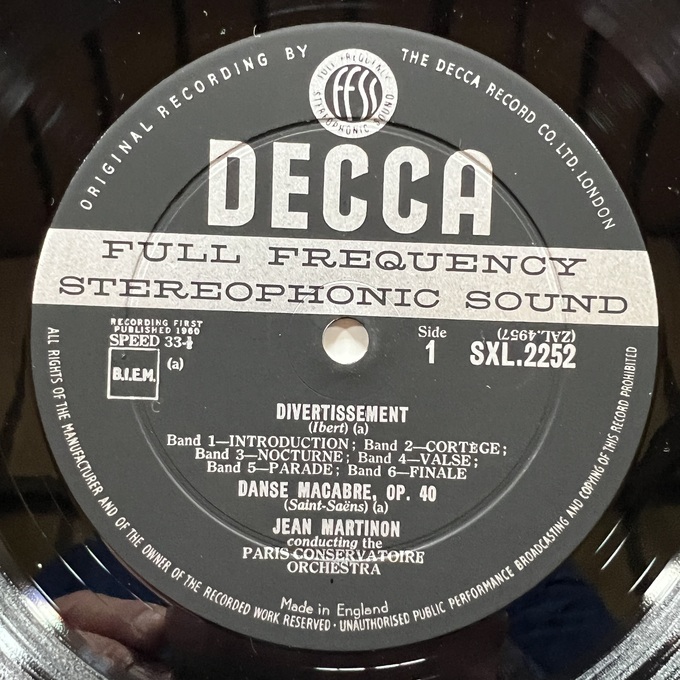 ORIGINAL RECORDING BY
THE DECCA RECORD CO. LTD. LONDON
FULL FREQUENCY
FFSS
STEREOPHONIC SOUND
DECCA
FULL FREQUENCY
STEREOPHONIC SOUND
RECORDING FIRST
PUBLISHED 1960
SPEED 33-⅓
B.I.E.M.
(a)
Side
1
(ZAL.4957)
SXL.2252
DIVERTISSEMENT
(Ibert) (a)
Band 1—INTRODUCTION; Band 2—CORTÈGE;
Band 3—NOCTURNE; Band 4—VALSE;
Band 5—PARADE; Band 6—FINALE
DANSE MACABRE, OP. 40
(Saint-Saëns) (a)
JEAN MARTINON
conducting the
PARIS CONSERVATOIRE
ORCHESTRA
Made in England
ALL RIGHTS OF THE MANUFACTURER AND OF THE OWNER OF THE RECORDED WORK RESERVED · UNAUTHORISED PUBLIC PERFORMANCE BROADCASTING AND COPYING OF THIS RECORD PROHIBITED